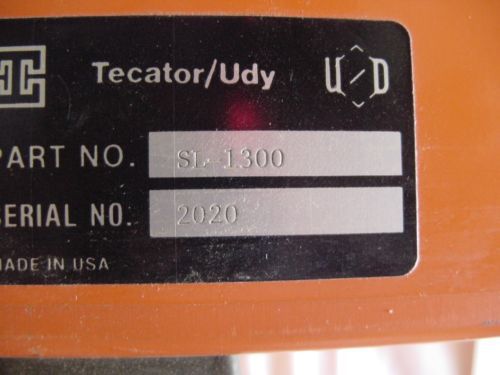 Tecator/Udy U D
PART NO. SL-1300
SERIAL NO. 2020
MADE IN USA